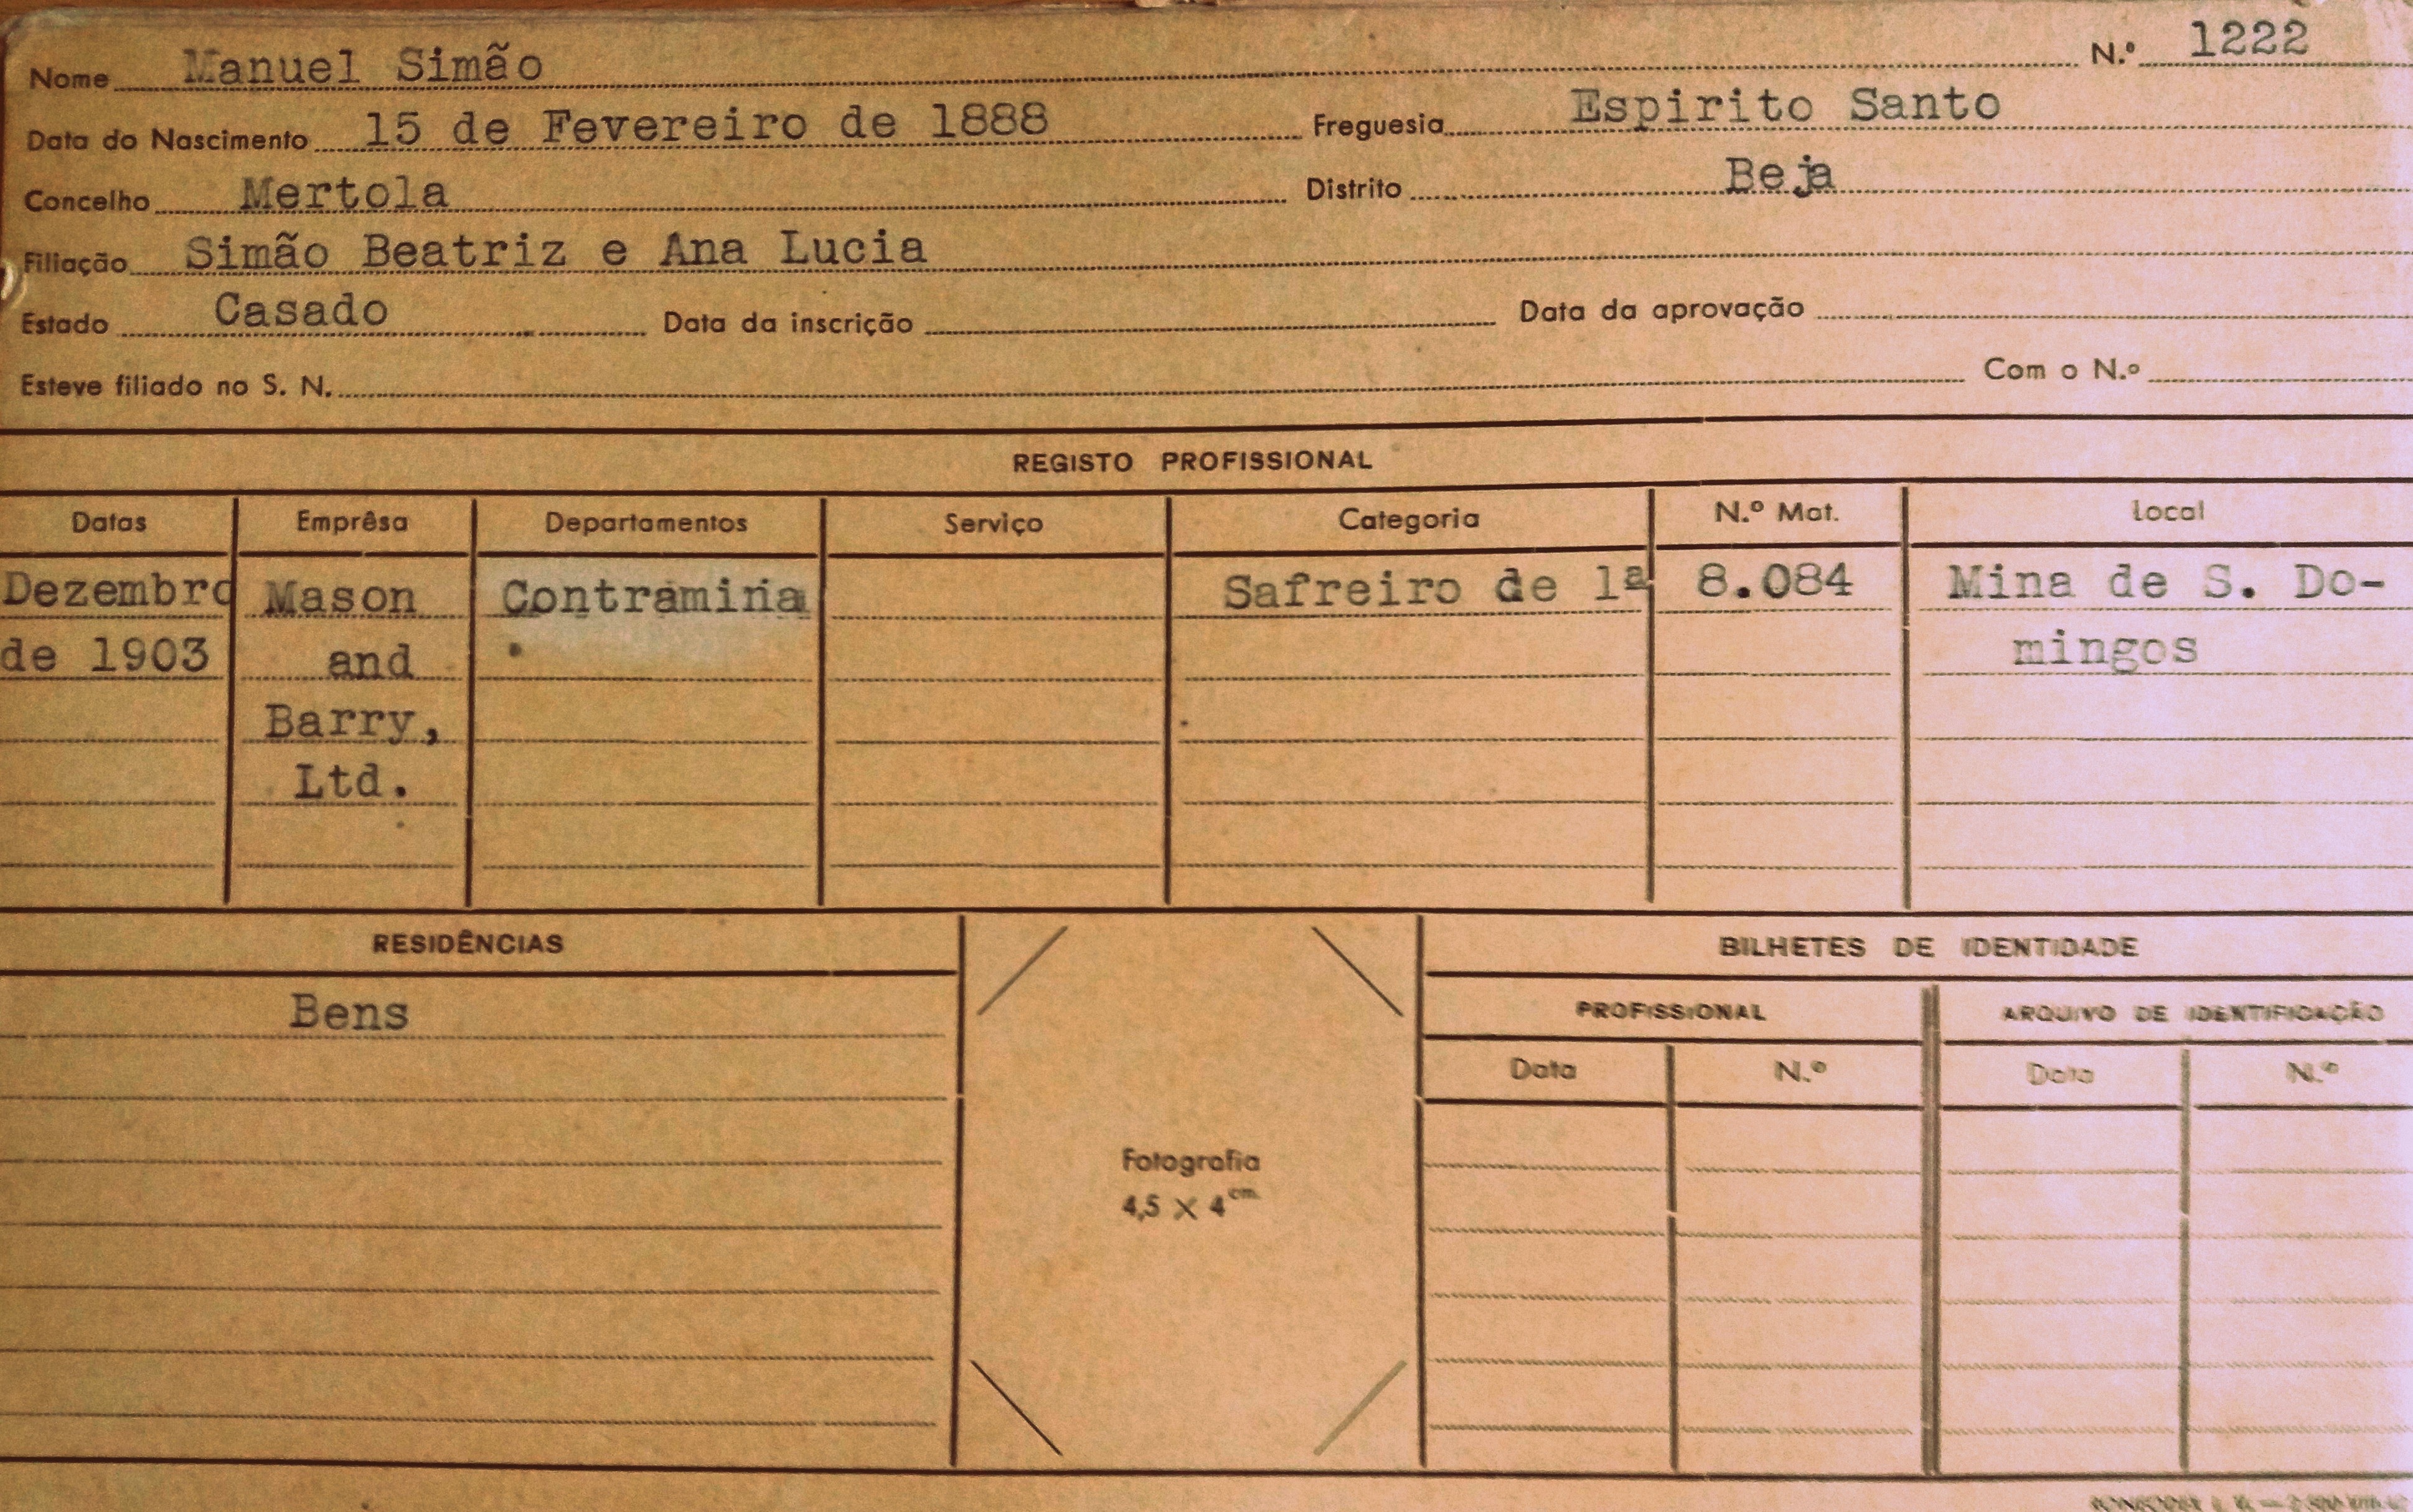 Nome Manuel Simão N.º 1222
Data do Nascimento 15 de Fevereiro de 1888 Freguesia Espirito Santo
Concelho Mertola Distrito Beja
Filiação Simão Beatriz e Ana Lucia
Estado Casado Data da inscrição Data da aprovação
Esteve filiado no S. N. Com o N.º
REGISTO PROFISSIONAL
Datas Emprêsa Departamentos Serviço Categoria N.º Mat. Local
Dezembro Mason Contramina Safreiro de 1ª 8.084 Mina de S. Do-
de 1903 and mingos
Barry,
Ltd.
RESIDÊNCIAS BILHETES DE IDENTIDADE
Bens PROFISSIONAL ARQUIVO DE IDENTIFICAÇÃO
Data N.º Data N.º
Fotografia
4,5 X 4 cm.